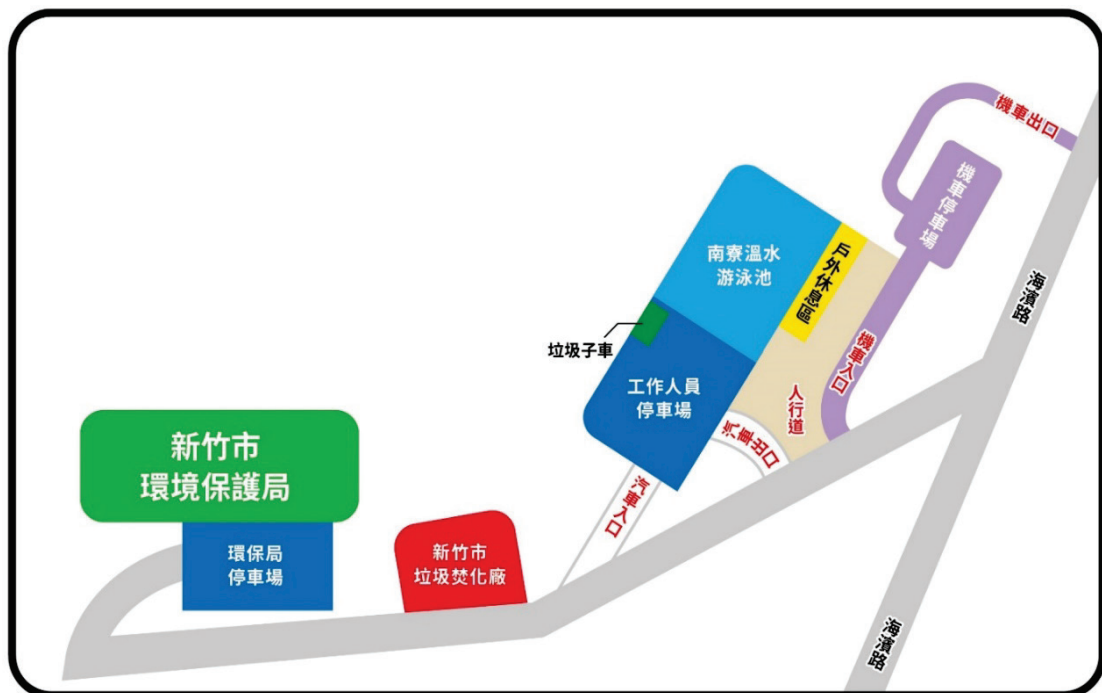 機車出口
機車停車場
海濱路
南寮溫水
游泳池
戶外休息區
垃圾子車
機車入口
工作人員
停車場
人行道
汽車出口
汽車入口
新竹市
環境保護局
環保局
停車場
新竹市
垃圾焚化廠
海濱路